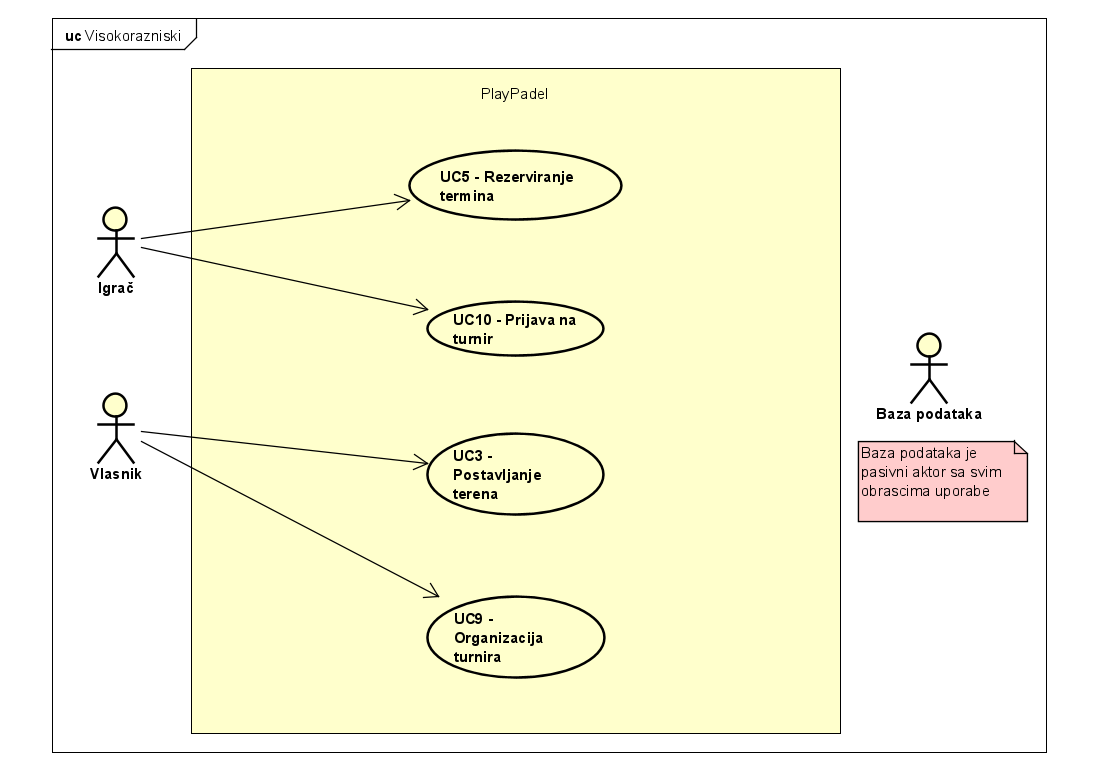 uc Visokorazniski
PlayPadel
UC5 - Rezerviranje
termina
Igrač
UC10 - Prijava na
turnir
Vlasnik
UC3 -
Postavljanje
terena
UC9 -
Organizacija
turnira
Baza podataka
Baza podataka je
pasivni aktor sa svim
obrascima uporabe